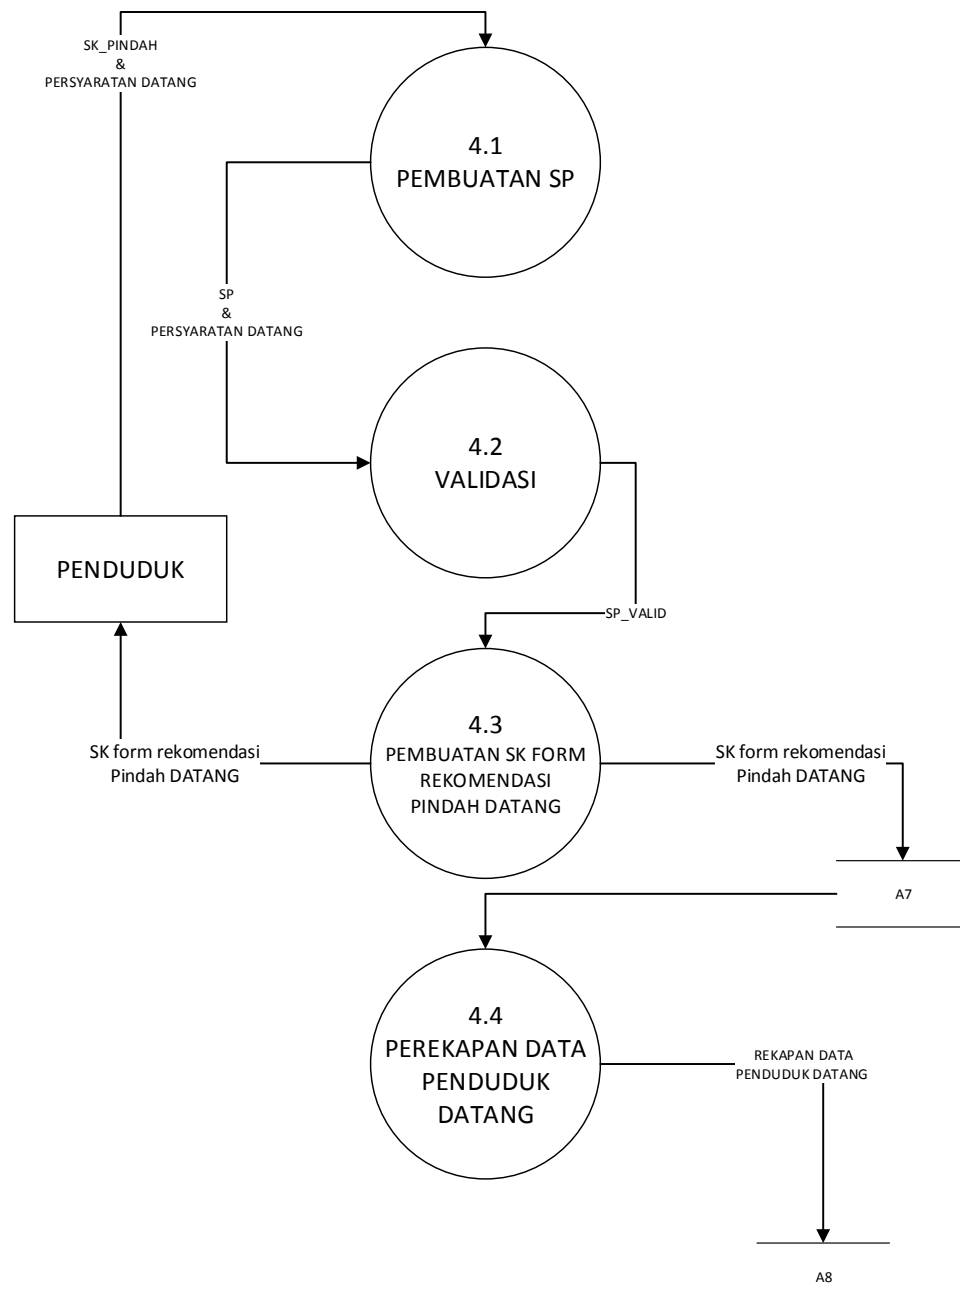 SK_PINDAH
&
PERSYARATAN DATANG
4.1
PEMBUATAN SP
SP
&
PERSYARATAN DATANG
4.2
VALIDASI
PENDUDUK
SP_VALID
4.3
PEMBUATAN SK FORM
REKOMENDASI
PINDAH DATANG
SK form rekomendasi
Pindah DATANG
SK form rekomendasi
Pindah DATANG
A7
4.4
PEREKAPAN DATA
PENDUDUK
DATANG
REKAPAN DATA
PENDUDUK DATANG
A8